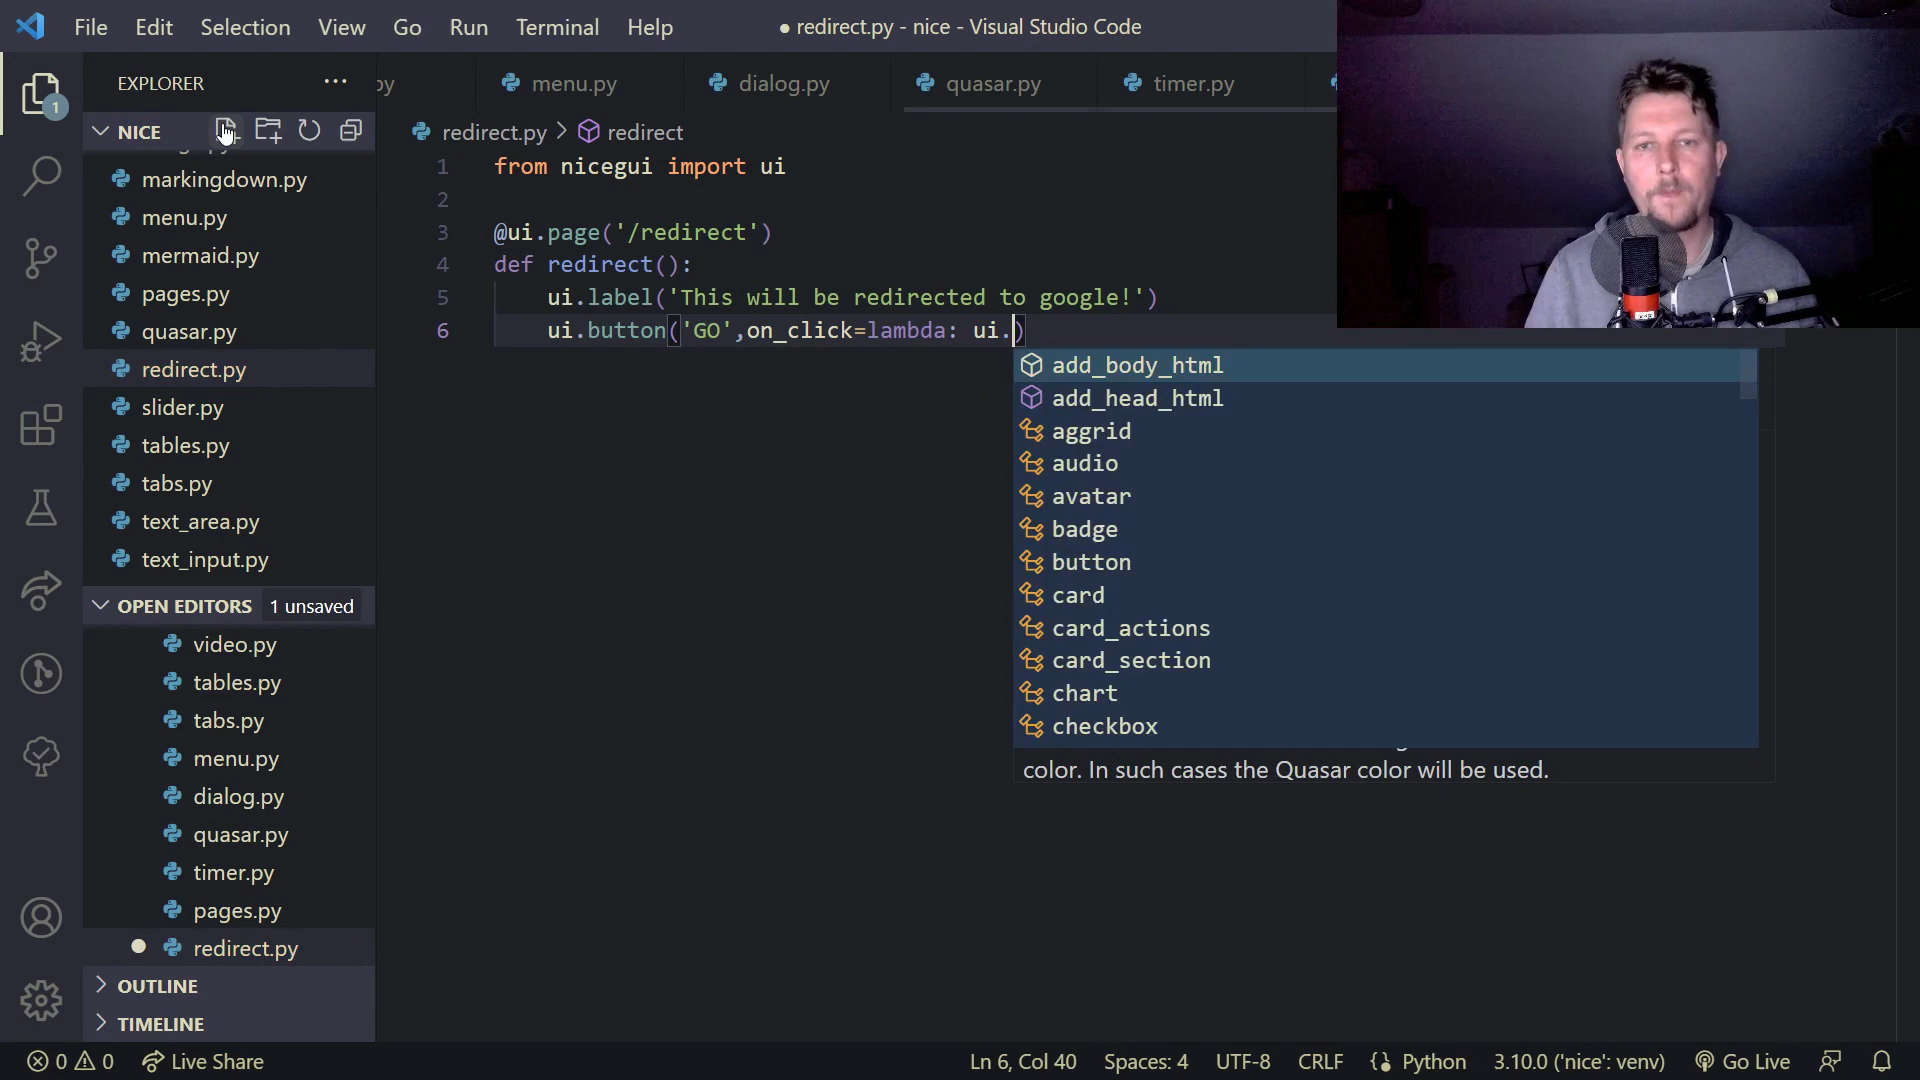 File Edit Selection View Go Run Terminal Help
● redirect.py - nice - Visual Studio Code
EXPLORER
py
menu.py
dialog.py
quasar.py
timer.py
NICE
markingdown.py
menu.py
mermaid.py
pages.py
quasar.py
redirect.py
slider.py
tables.py
tabs.py
text_area.py
text_input.py
OPEN EDITORS 1 unsaved
video.py
tables.py
tabs.py
menu.py
dialog.py
quasar.py
timer.py
pages.py
redirect.py
OUTLINE
TIMELINE
1
redirect.py > redirect
1 from nicegui import ui
2
3 @ui.page('/redirect')
4 def redirect():
5 ui.label('This will be redirected to google!')
6 ui.button('GO',on_click=lambda: ui.)
add_body_html
add_head_html
aggrid
audio
avatar
badge
button
card
card_actions
card_section
chart
checkbox
color. In such cases the Quasar color will be used.
0 0 Live Share
Ln 6, Col 40 Spaces: 4 UTF-8 CRLF Python 3.10.0 ('nice': venv) Go Live